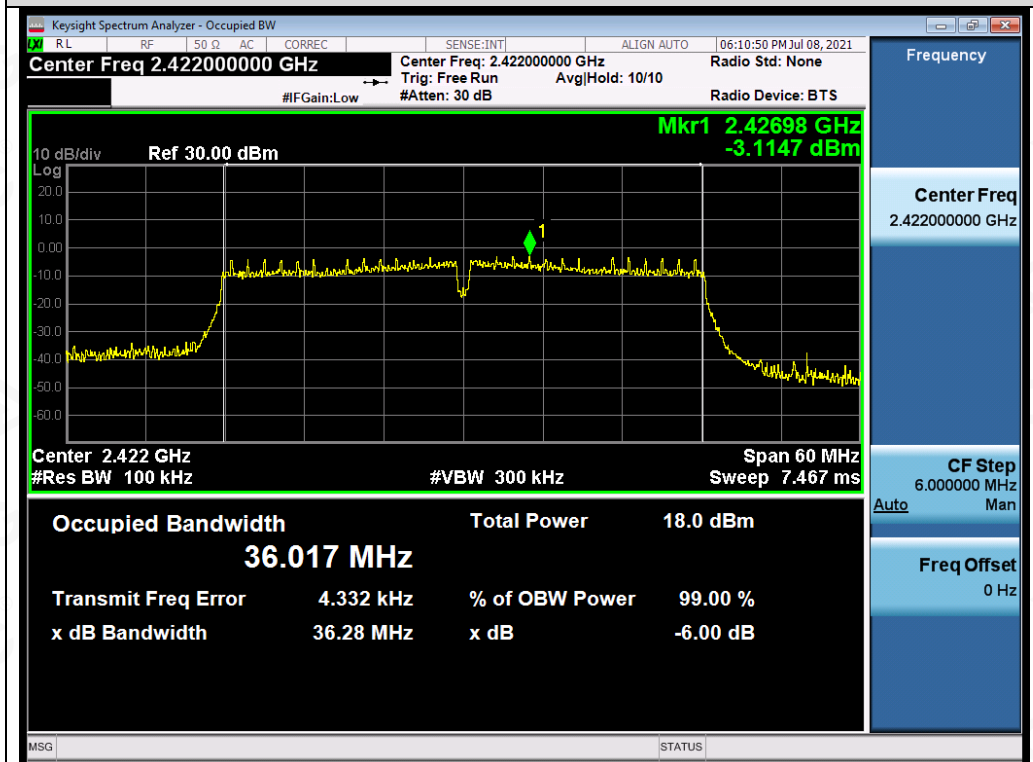 Keysight Spectrum Analyzer - Occupied BW
LXI RL RF 50 Ω AC CORREC SENSE:INT ALIGN AUTO 06:10:50 PM Jul 08, 2021
Center Freq 2.422000000 GHz
Center Freq: 2.422000000 GHz
Radio Std: None
Trig: Free Run Avg|Hold: 10/10
#IFGain:Low
#Atten: 30 dB
Radio Device: BTS
Mkr1 2.42698 GHz
-3.1147 dBm
10 dB/div Ref 30.00 dBm
Log
20.0
10.0
0.00
-10.0
-20.0
-30.0
-40.0
-50.0
-60.0
1
Center 2.422 GHz
Span 60 MHz
#Res BW 100 kHz
#VBW 300 kHz
Sweep 7.467 ms
Occupied Bandwidth
Total Power 18.0 dBm
36.017 MHz
Transmit Freq Error 4.332 kHz
% of OBW Power 99.00 %
x dB Bandwidth 36.28 MHz
x dB -6.00 dB
Frequency
Center Freq
2.422000000 GHz
CF Step
6.000000 MHz
Auto Man
Freq Offset
0 Hz
MSG
STATUS